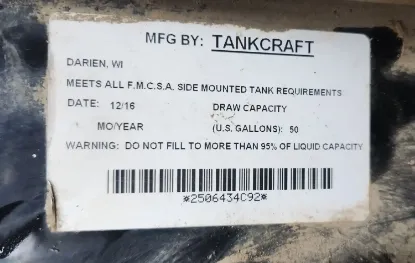 MFG BY: TANKCRAFT
DARIEN, WI
MEETS ALL F.M.C.S.A. SIDE MOUNTED TANK REQUIREMENTS
DATE: 12/16 DRAW CAPACITY
MO/YEAR (U.S. GALLONS): 50
WARNING: DO NOT FILL TO MORE THAN 95% OF LIQUID CAPACITY
*2506434C92*